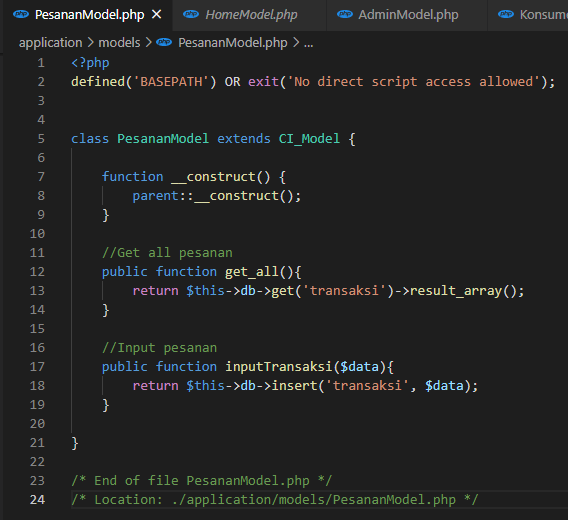 PesananModel.php
HomeModel.php
AdminModel.php
Konsume
application > models > PesananModel.php > ...
1 <?php
2 defined('BASEPATH') OR exit('No direct script access allowed');
3
4
5 class PesananModel extends CI_Model {
6
7     function __construct() {
8         parent::__construct();
9     }
10
11     //Get all pesanan
12     public function get_all(){
13         return $this->db->get('transaksi')->result_array();
14     }
15
16     //Input pesanan
17     public function inputTransaksi($data){
18         return $this->db->insert('transaksi', $data);
19     }
20
21 }
22
23 /* End of file PesananModel.php */
24 /* Location: ./application/models/PesananModel.php */